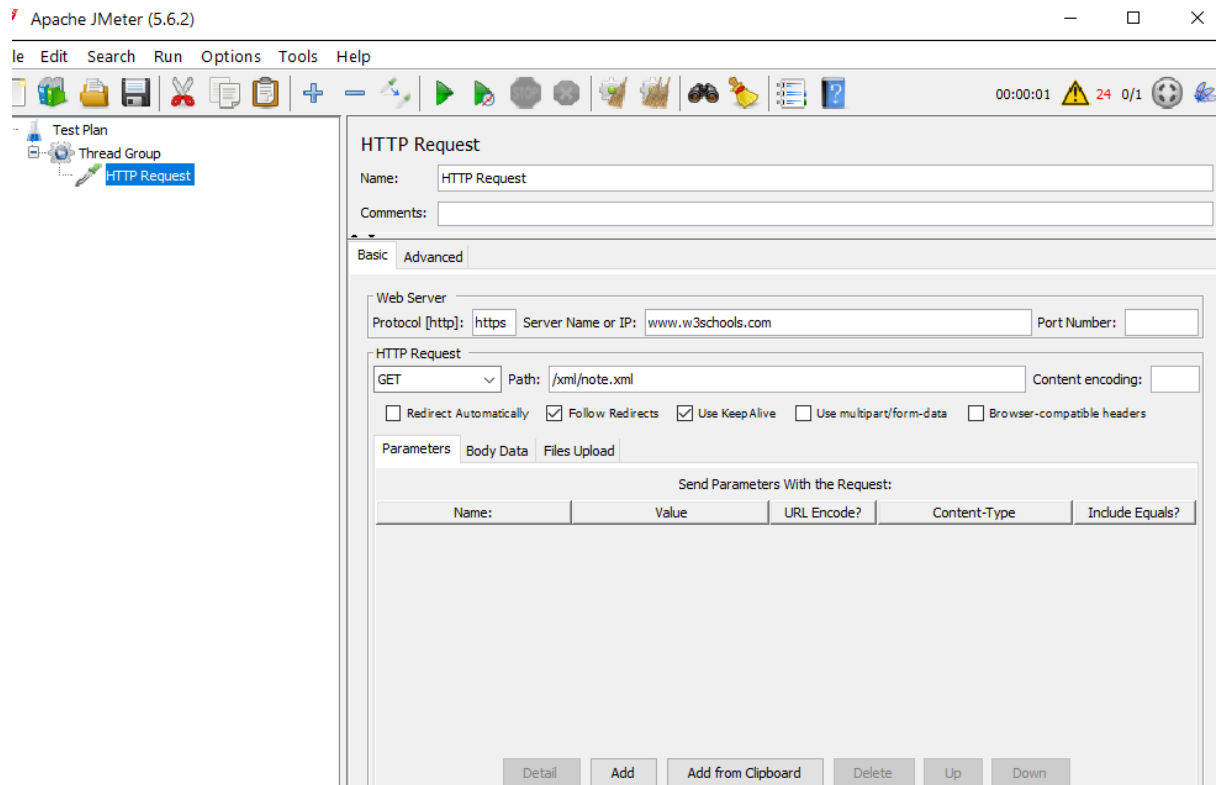 Apache JMeter (5.6.2)
le Edit Search Run Options Tools Help
STOP
00:00:01 24 0/1
Test Plan
Thread Group
HTTP Request
HTTP Request
Name: HTTP Request
Comments:
Basic Advanced
Web Server
Protocol [http]: https Server Name or IP: www.w3schools.com Port Number:
HTTP Request
GET Path: /xml/note.xml Content encoding:
Redirect Automatically Follow Redirects Use KeepAlive Use multipart/form-data Browser-compatible headers
Parameters Body Data Files Upload
Send Parameters With the Request:
Name: Value URL Encode? Content-Type Include Equals?
Detail Add Add from Clipboard Delete Up Down